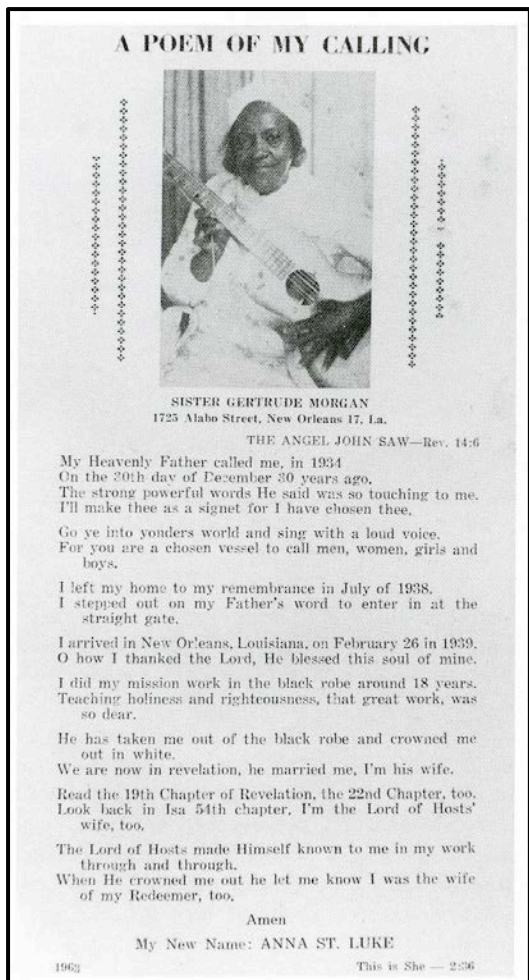 A POEM OF MY CALLING
SISTER GERTRUDE MORGAN
1725 Alabo Street, New Orleans 17, La.
THE ANGEL JOHN SAW—Rev. 14:6
My Heavenly Father called me, in 1934
On the 30th day of December 30 years ago.
The strong powerful words He said was so touching to me.
I'll make thee as a signet for I have chosen thee.
Go ye into yonders world and sing with a loud voice.
For you are a chosen vessel to call men, women, girls and
boys.
I left my home to my remembrance in July of 1938.
I stepped out on my Father's word to enter in at the
straight gate.
I arrived in New Orleans, Louisiana, on February 26 in 1939.
O how I thanked the Lord, He blessed this soul of mine.
I did my mission work in the black robe around 18 years.
Teaching holiness and righteousness, that great work, was
so dear.
He has taken me out of the black robe and crowned me
out in white.
We are now in revelation, he married me, I'm his wife.
Read the 19th Chapter of Revelation, the 22nd Chapter, too.
Look back in Isa 54th chapter, I'm the Lord of Hosts'
wife, too.
The Lord of Hosts made Himself known to me in my work
through and through.
When He crowned me out he let me know I was the wife
of my Redeemer, too.
Amen
My New Name: ANNA ST. LUKE
1963 This is She — 2:36